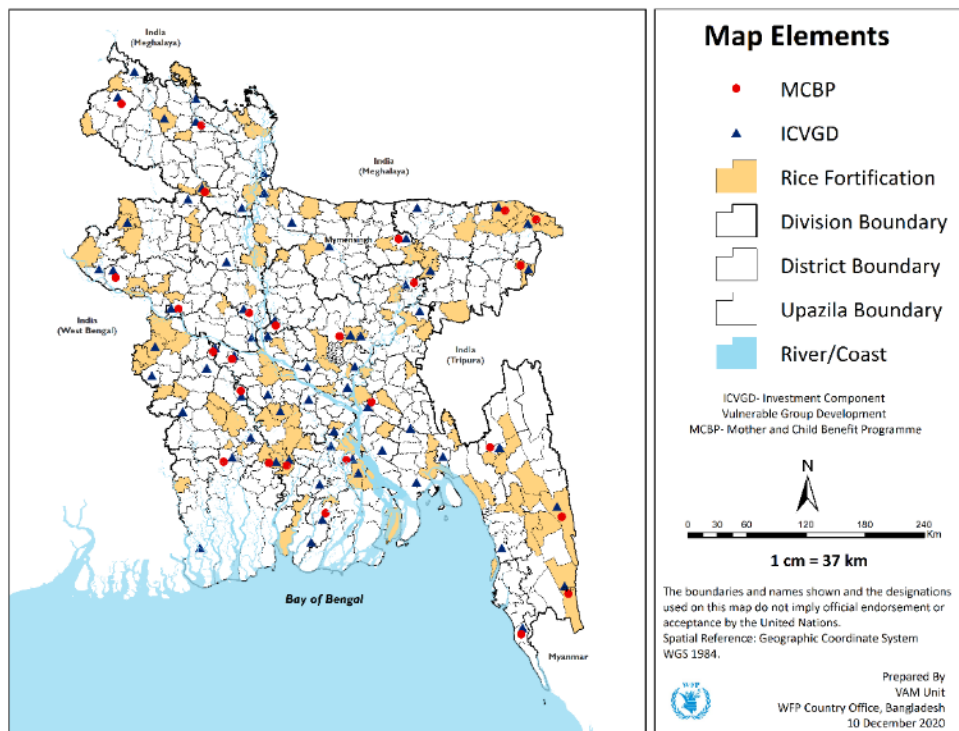 India
(Meghalaya)
India
(Meghalaya)
Mymensingh
India
(West Bengal)
India
(Tripura)
Bay of Bengal
Myanmar
Map Elements
MCBP
ICVGD
Rice Fortification
Division Boundary
District Boundary
Upazila Boundary
River/Coast
ICVGD- Investment Component
Vulnerable Group Development
MCBP- Mother and Child Benefit Programme
N
0 30 60 120 180 240
Km
1 cm = 37 km
The boundaries and names shown and the designations
used on this map do not imply official endorsement or
acceptance by the United Nations.
Spatial Reference: Geographic Coordinate System
WGS 1984.
WFP
Prepared By
VAM Unit
WFP Country Office, Bangladesh
10 December 2020